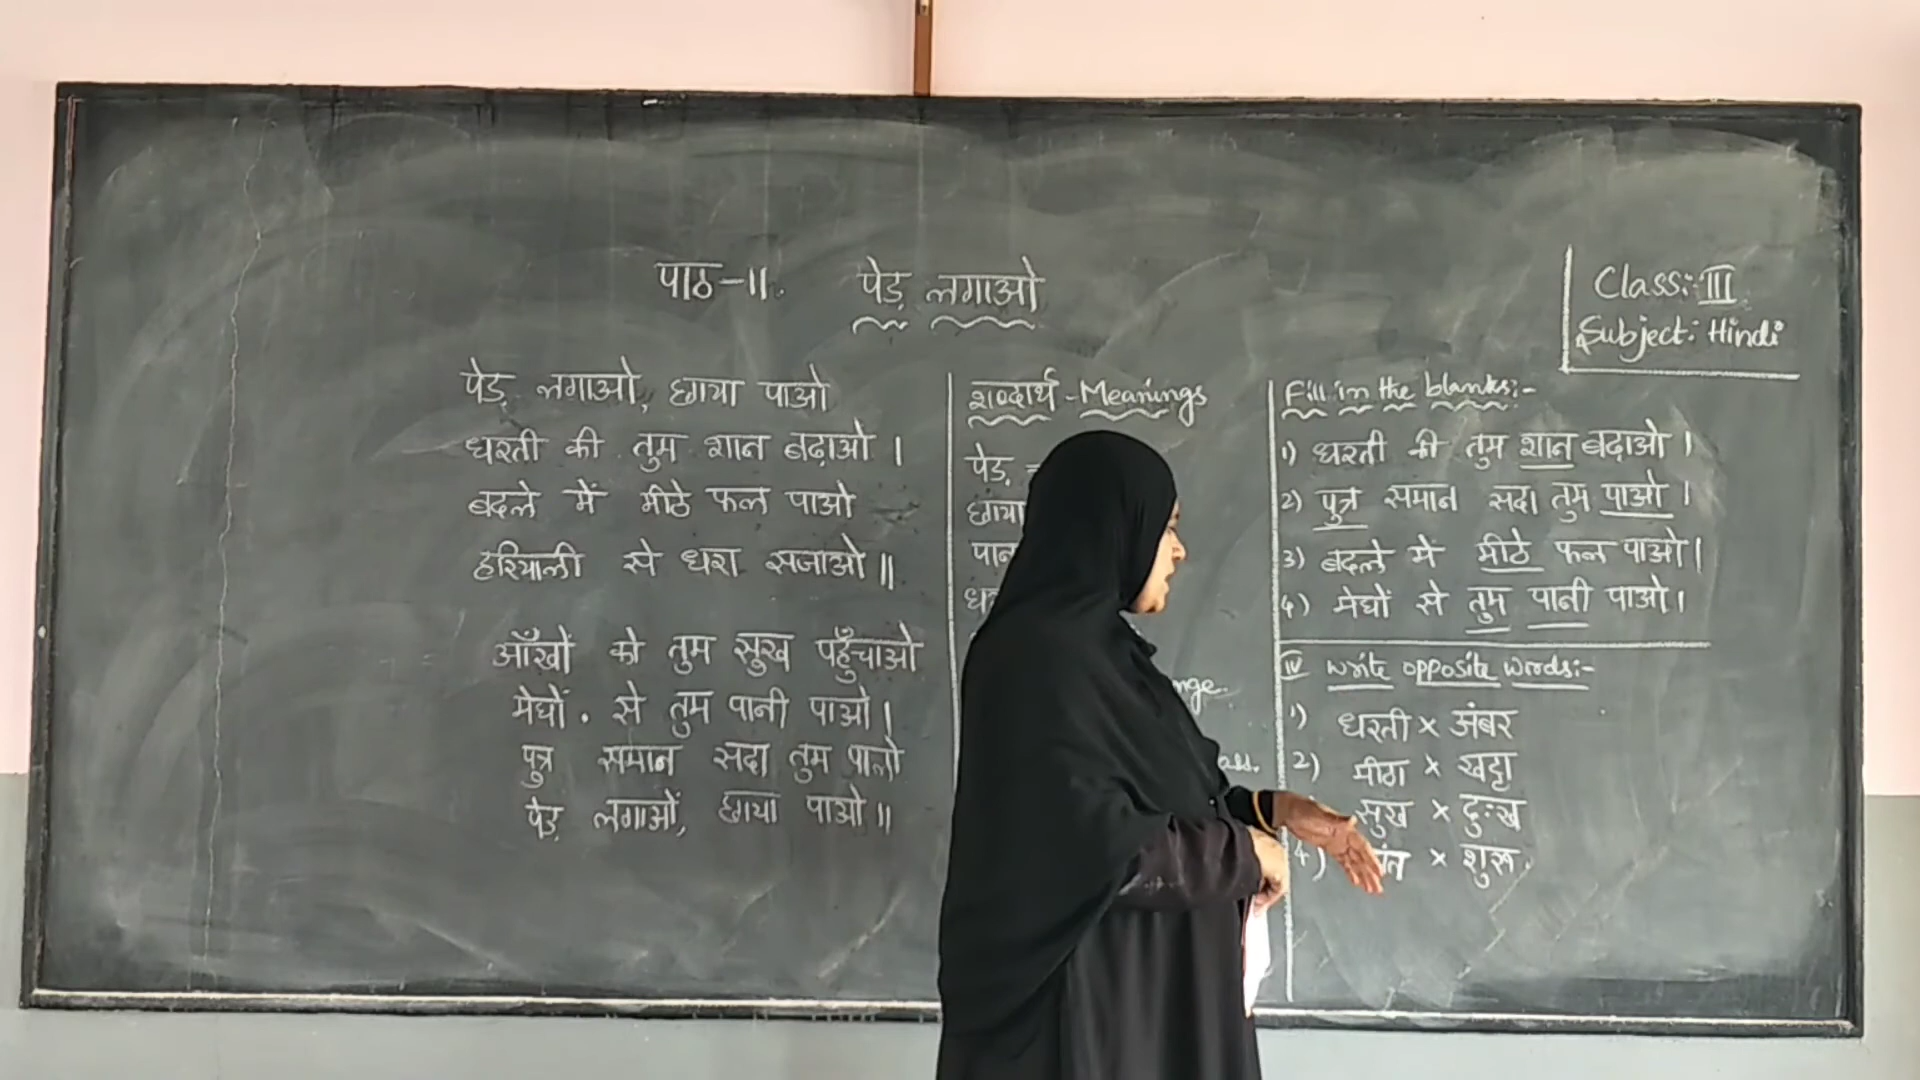 पाठ-11. पेड़ लगाओ
Class: III
Subject: Hindi
पेड़ लगाओ, छाया पाओ
धरती की तुम शान बढ़ाओ ।
बदले में मीठे फल पाओ
हरियाली से धरा सजाओ ॥
आँखों को तुम सुख पहुँचाओ
मेघों . से तुम पानी पाओ ।
पुत्र समान सदा तुम पालो
पेड़ लगाओं, छाया पाओ ॥
शब्दार्थ - Meanings
पेड़ =
छाया
Fill in the blanks:-
1) धरती की तुम शान बढ़ाओ ।
2) पुत्र समान सदा तुम पाओ ।
3) बदले में मीठे फल पाओ ।
4) मेघों से तुम पानी पाओ ।
IV write opposite words:-
1) धरती × अंबर
2) मीठा × खट्टा
सुख × दुःख
4) × शुरू.